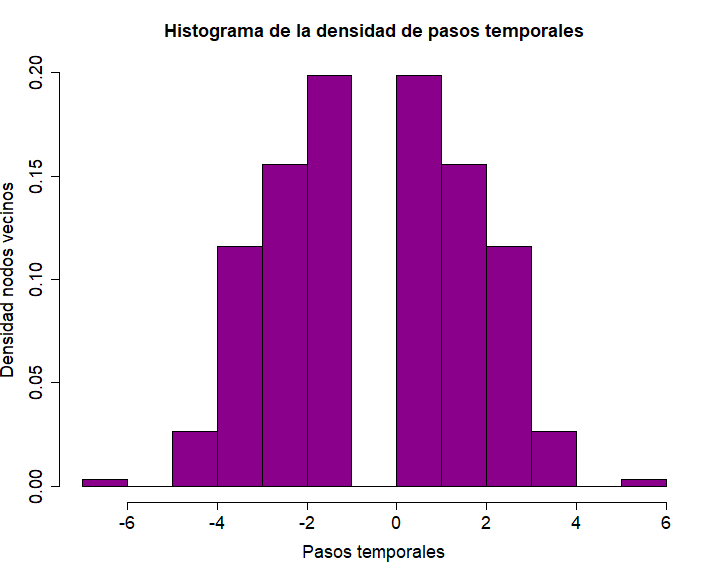 Histograma de la densidad de pasos temporales
Densidad nodos vecinos
0.20
0.15
0.10
0.05
0.00
-6 -4 -2 0 2 4 6
Pasos temporales